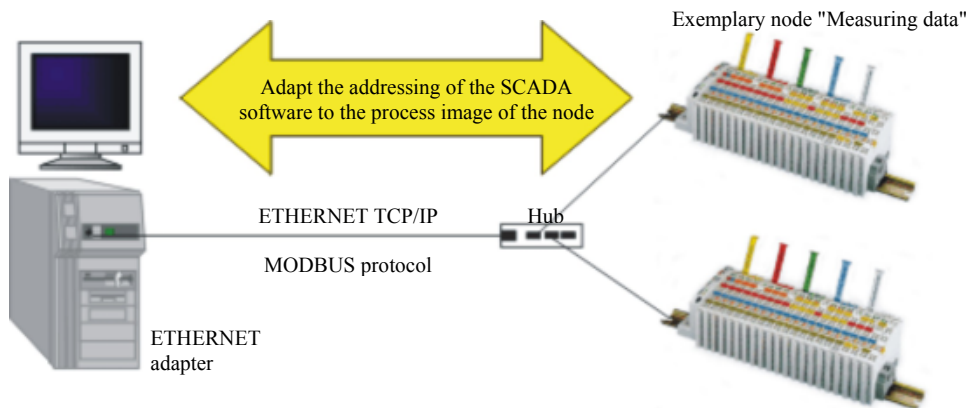 Exemplary node "Measuring data"
Adapt the addressing of the SCADA
software to the process image of the node
ETHERNET TCP/IP
Hub
MODBUS protocol
ETHERNET
adapter